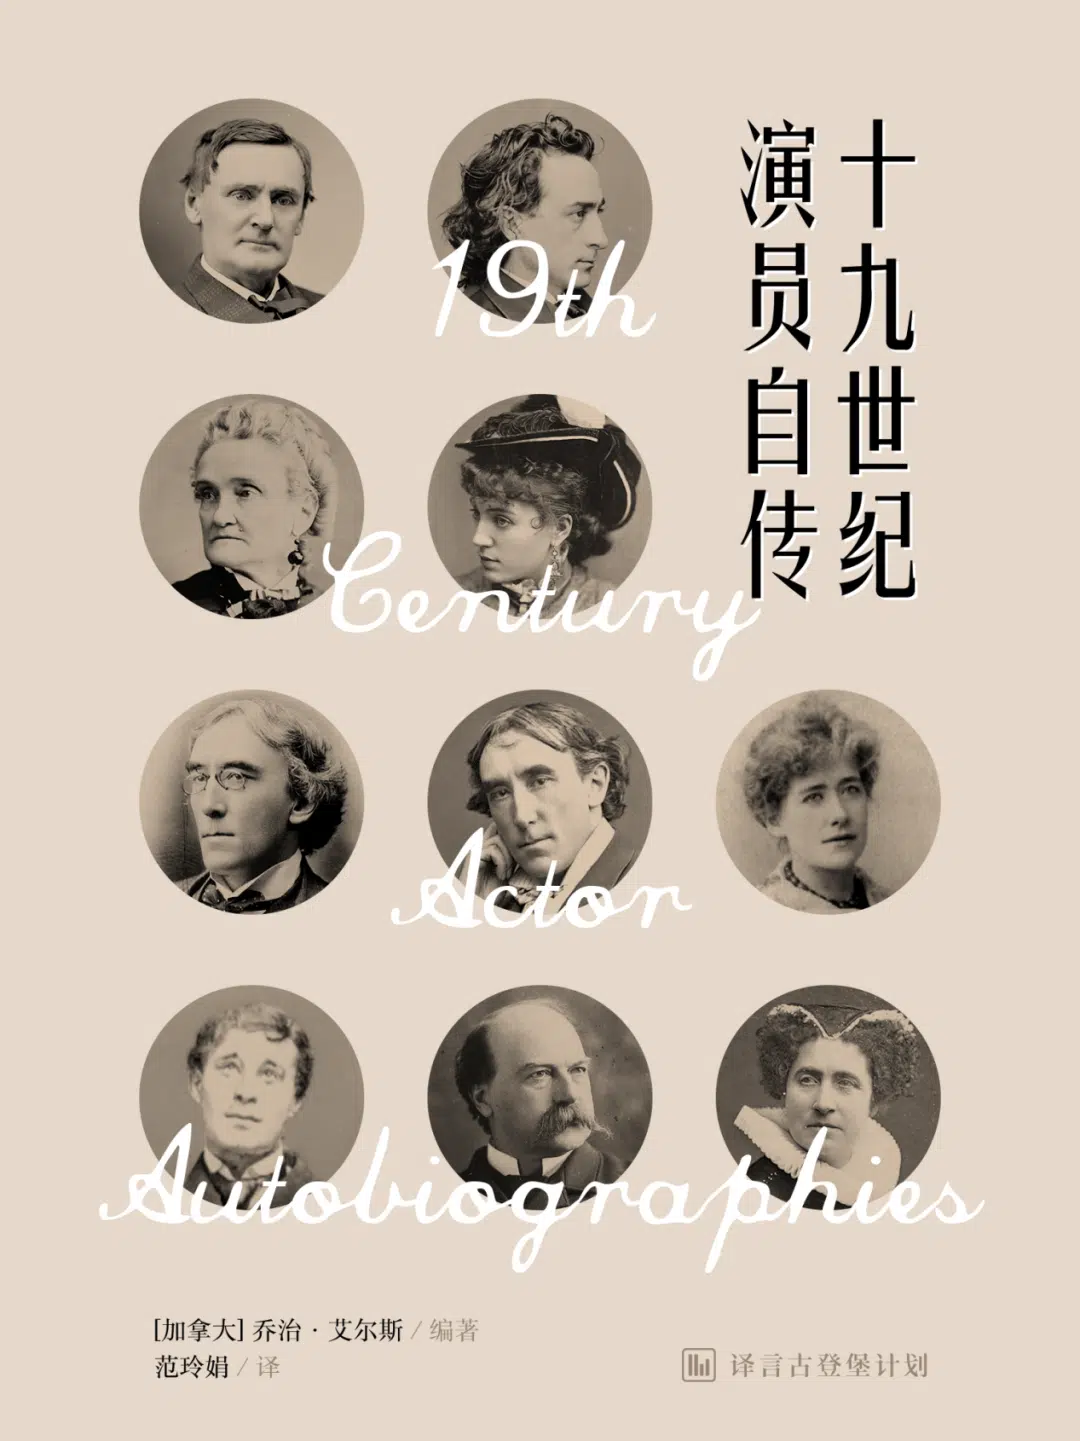 十九世纪
演员自传
19th
Century
Actor
Autobiographies
[加拿大] 乔治·艾尔斯 / 编著
范玲娟 / 译
译言古登堡计划